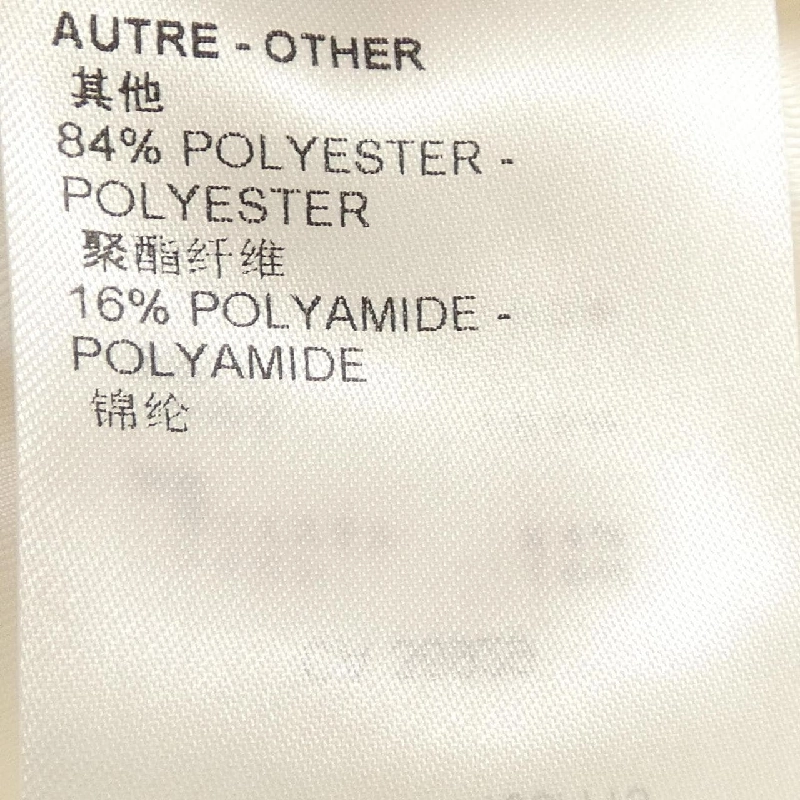 AUTRE - OTHER
其他
84% POLYESTER -
POLYESTER
聚酯纤维
16% POLYAMIDE -
POLYAMIDE
锦纶